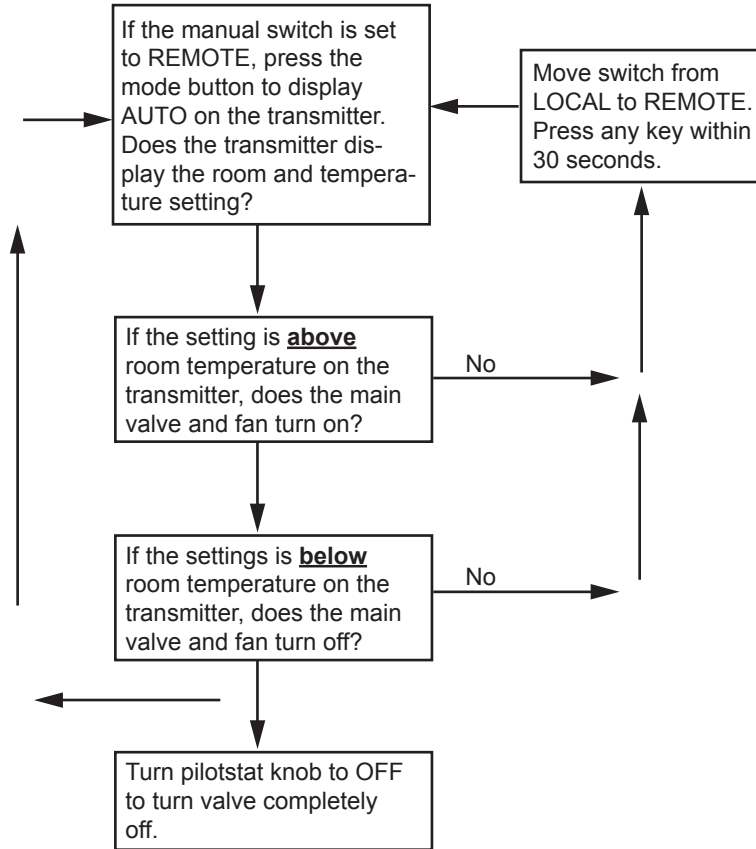 If the manual switch is set
to REMOTE, press the
mode button to display
AUTO on the transmitter.
Does the transmitter dis-
play the room and tempera-
ture setting?
Move switch from
LOCAL to REMOTE.
Press any key within
30 seconds.
If the setting is above
room temperature on the
transmitter, does the main
valve and fan turn on?
No
If the settings is below
room temperature on the
transmitter, does the main
valve and fan turn off?
No
Turn pilotstat knob to OFF
to turn valve completely
off.